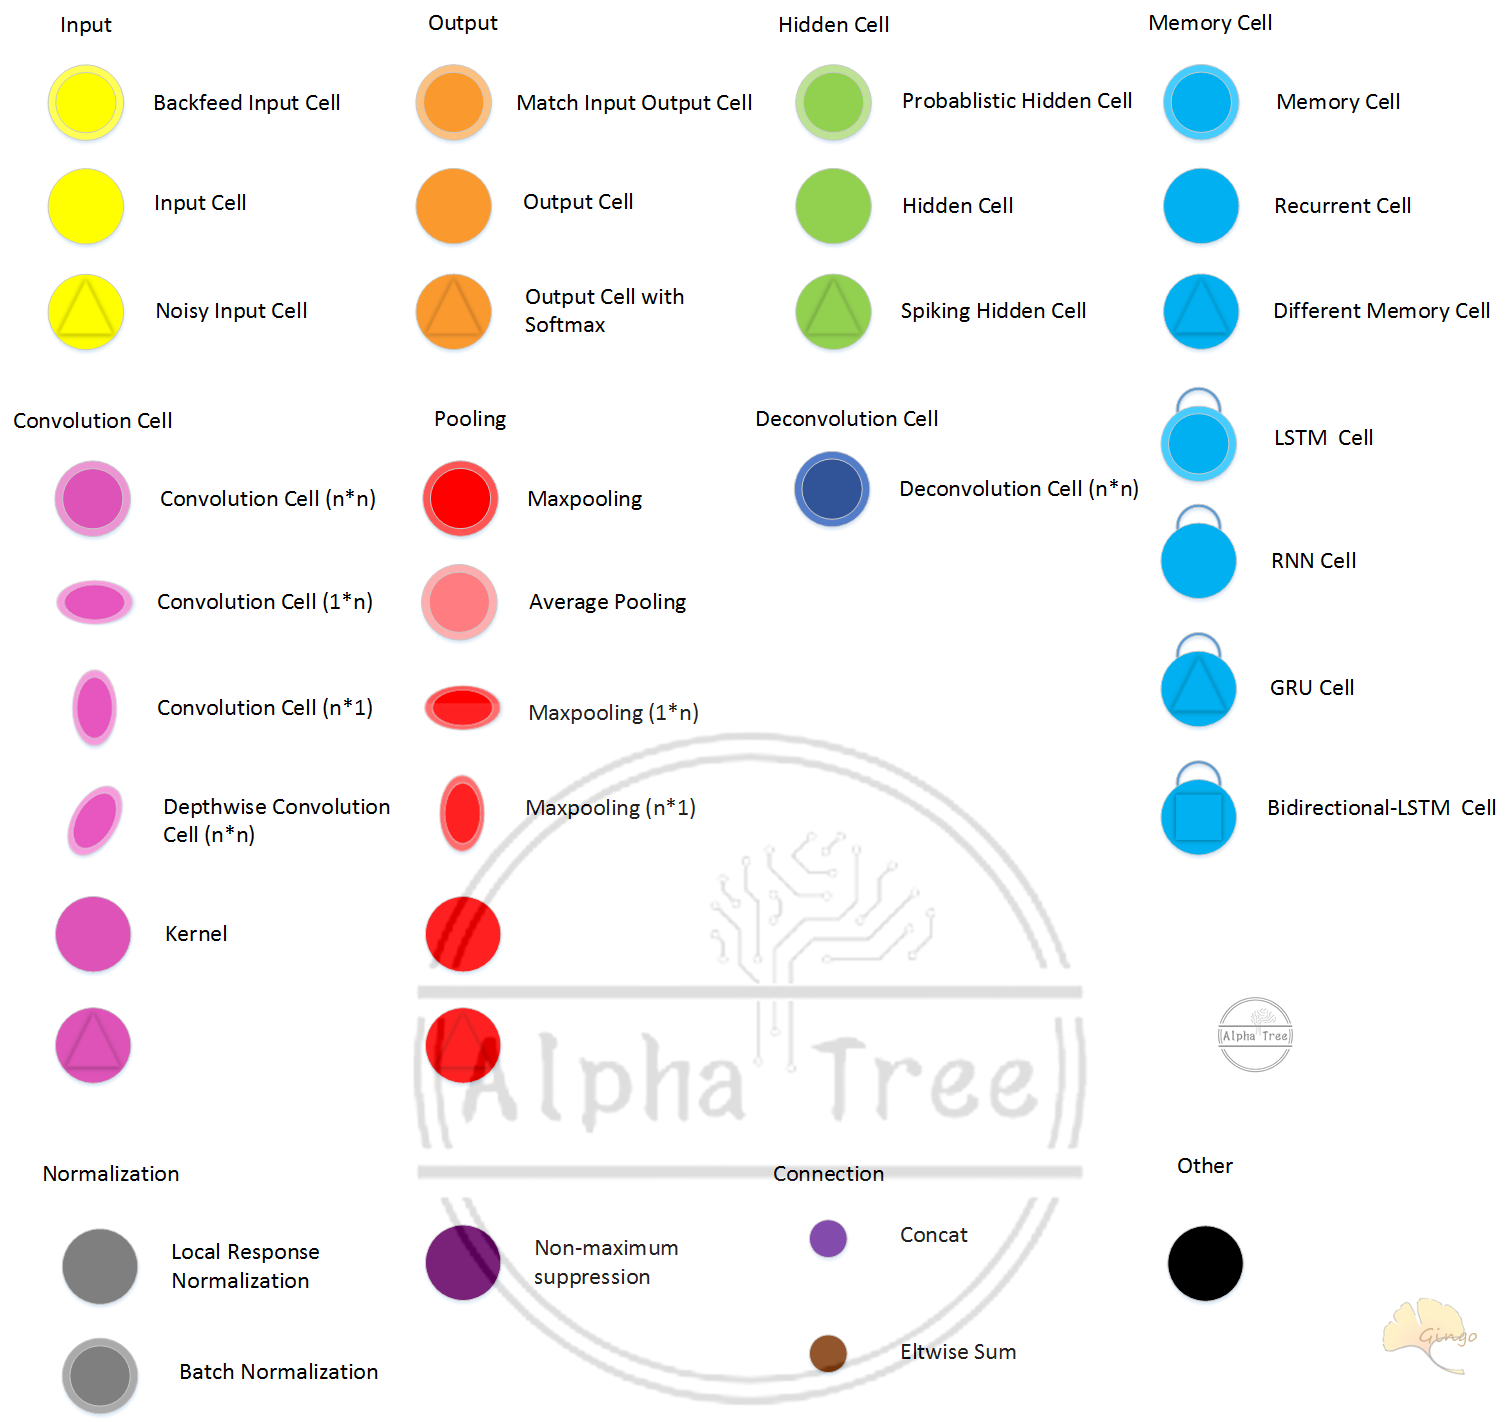 Input
Output
Hidden Cell
Memory Cell
Backfeed Input Cell
Match Input Output Cell
Probablistic Hidden Cell
Memory Cell
Input Cell
Output Cell
Hidden Cell
Recurrent Cell
Noisy Input Cell
Output Cell with
Softmax
Spiking Hidden Cell
Different Memory Cell
Convolution Cell
Pooling
Deconvolution Cell
LSTM Cell
Convolution Cell (n*n)
Maxpooling
Deconvolution Cell (n*n)
RNN Cell
Convolution Cell (1*n)
Average Pooling
GRU Cell
Convolution Cell (n*1)
Maxpooling (1*n)
Depthwise Convolution
Cell (n*n)
Maxpooling (n*1)
Bidirectional-LSTM Cell
Kernel
Alpha Tree
Alpha Tree
Normalization
Connection
Other
Local Response
Normalization
Non-maximum
suppression
Concat
Batch Normalization
Eltwise Sum
Gingo